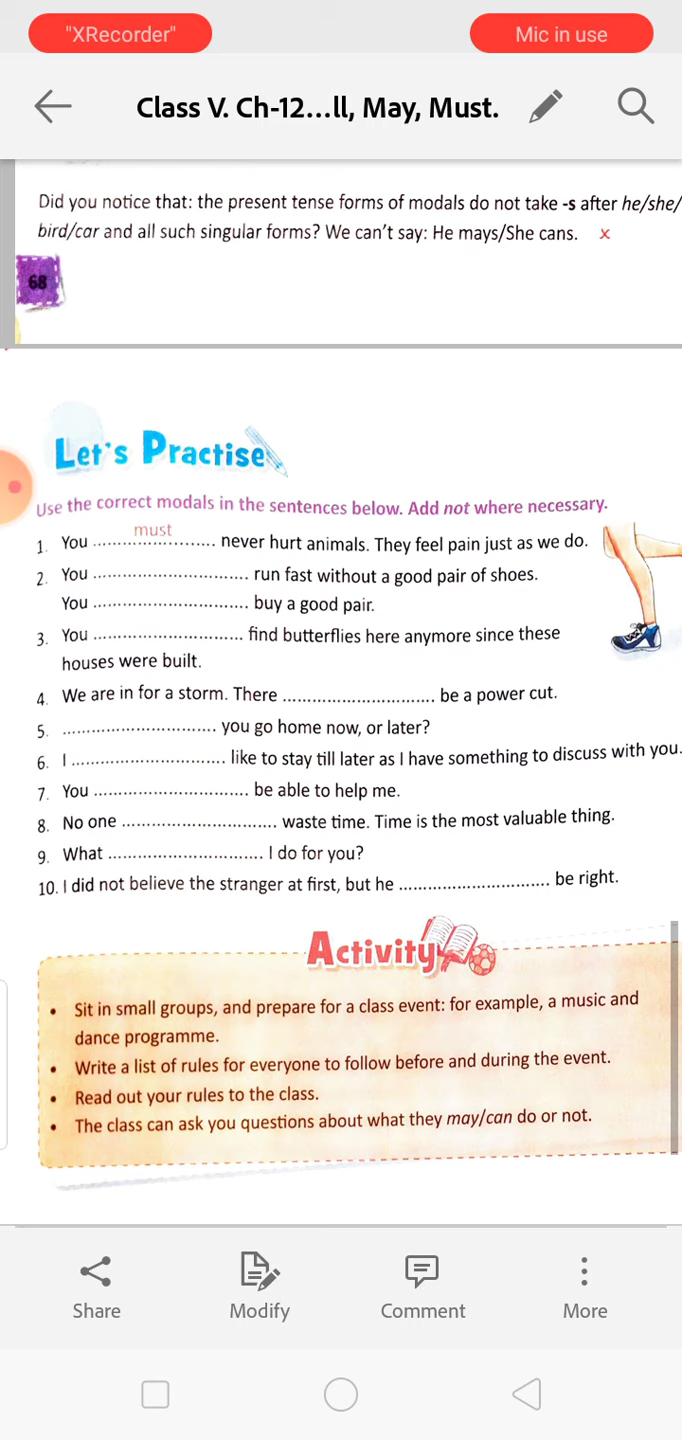 "XRecorder"
Mic in use
Class V. Ch-12...ll, May, Must.
Did you notice that: the present tense forms of modals do not take -s after he/she/
bird/car and all such singular forms? We can't say: He mays/She cans. x
68
Let's Practise
Use the correct modals in the sentences below. Add not where necessary.
1. You ........must........ never hurt animals. They feel pain just as we do.
2. You .............................. run fast without a good pair of shoes.
You .............................. buy a good pair.
3. You .............................. find butterflies here anymore since these
houses were built.
4. We are in for a storm. There .............................. be a power cut.
5. .............................. you go home now, or later?
6. I .............................. like to stay till later as I have something to discuss with you.
7. You .............................. be able to help me.
8. No one .............................. waste time. Time is the most valuable thing.
9. What .............................. I do for you?
10. I did not believe the stranger at first, but he .............................. be right.
Activity
• Sit in small groups, and prepare for a class event: for example, a music and
dance programme.
• Write a list of rules for everyone to follow before and during the event.
• Read out your rules to the class.
• The class can ask you questions about what they may/can do or not.
Share
Modify
Comment
More